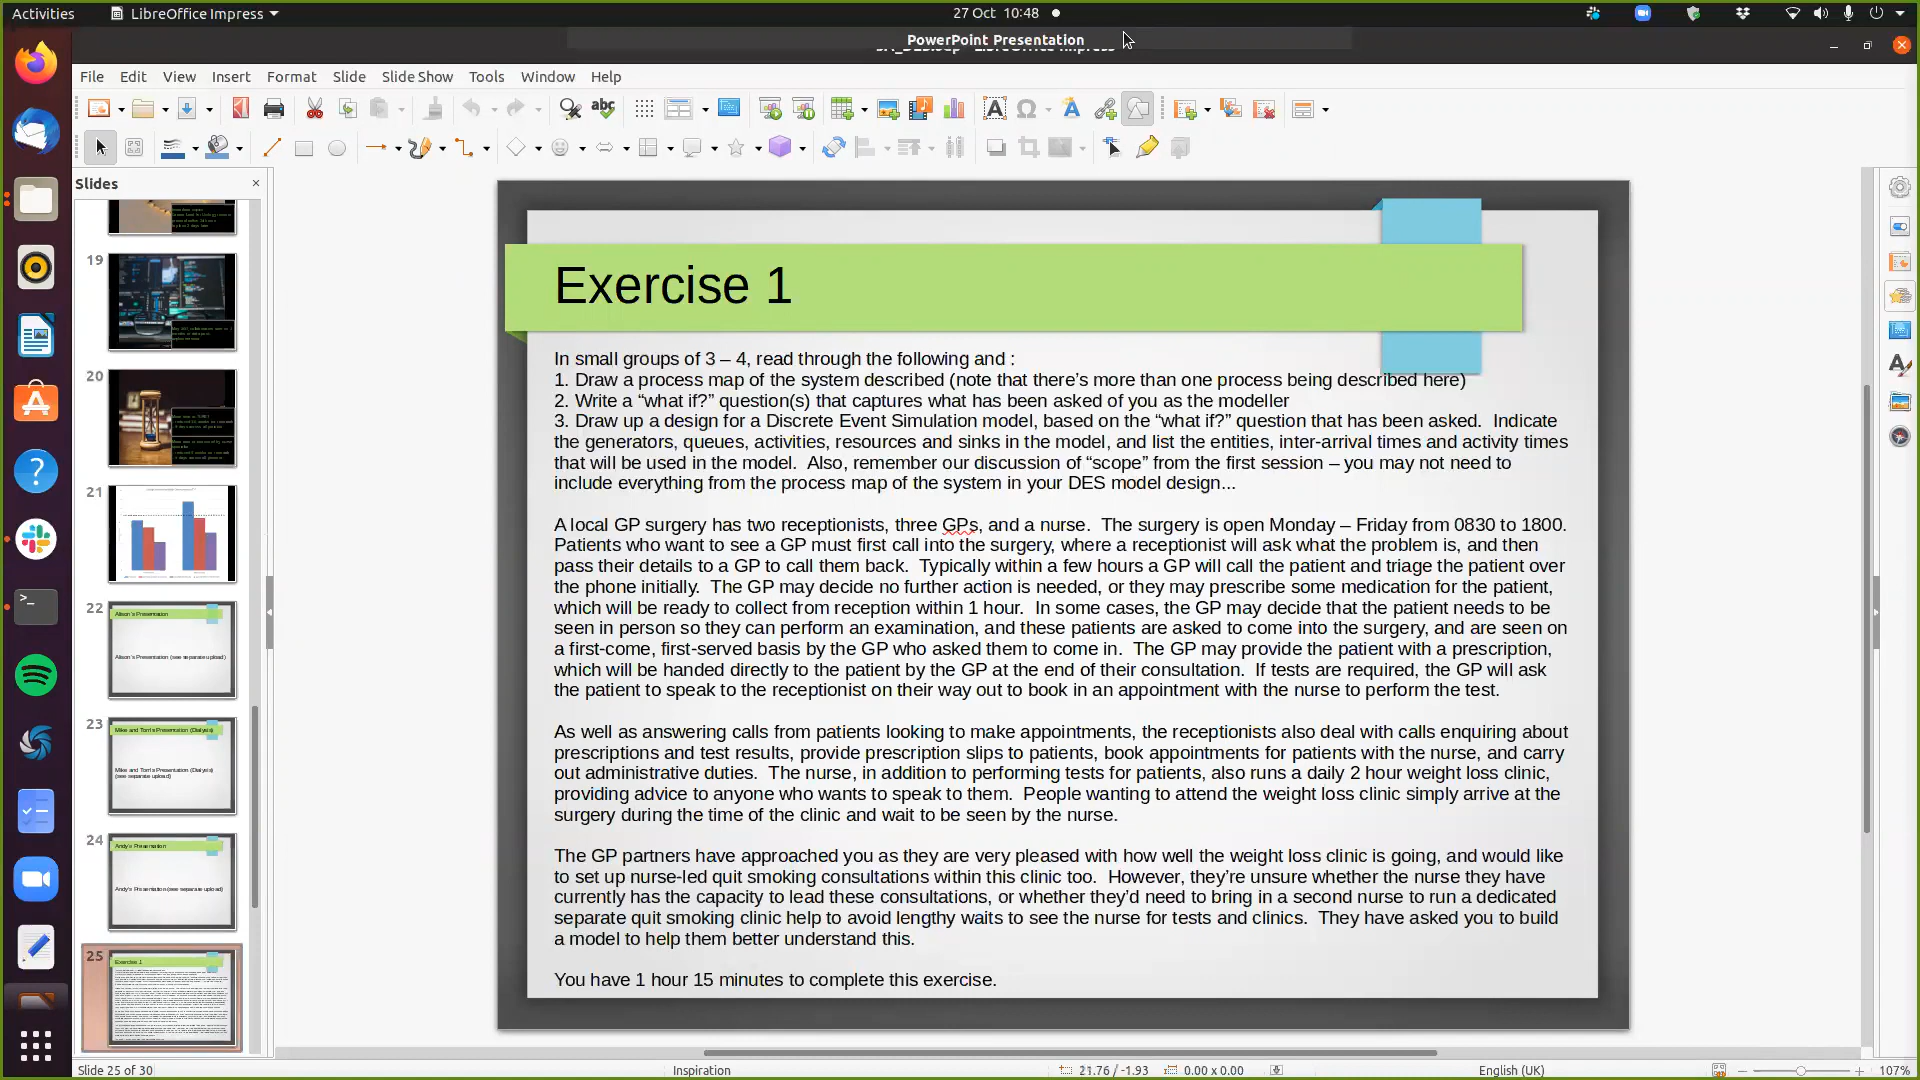 Activities
LibreOffice Impress
27 Oct 10:48
PowerPoint Presentation
File Edit View Insert Format Slide Slide Show Tools Window Help
Slides
19
20
21
22
Alison's Presentation
Alison's Presentation (see separate upload)
23
Mike and Tom's Presentation (Dialysis)
Mike and Tom's Presentation (Dialysis)
(see separate upload)
24
Andy's Presentation
Andy's Presentation (see separate upload)
25
Exercise 1
Exercise 1
In small groups of 3 – 4, read through the following and :
1. Draw a process map of the system described (note that there's more than one process being described here)
2. Write a “what if?” question(s) that captures what has been asked of you as the modeller
3. Draw up a design for a Discrete Event Simulation model, based on the “what if?” question that has been asked. Indicate
the generators, queues, activities, resources and sinks in the model, and list the entities, inter-arrival times and activity times
that will be used in the model. Also, remember our discussion of “scope” from the first session – you may not need to
include everything from the process map of the system in your DES model design...
A local GP surgery has two receptionists, three GPs, and a nurse. The surgery is open Monday – Friday from 0830 to 1800.
Patients who want to see a GP must first call into the surgery, where a receptionist will ask what the problem is, and then
pass their details to a GP to call them back. Typically within a few hours a GP will call the patient and triage the patient over
the phone initially. The GP may decide no further action is needed, or they may prescribe some medication for the patient,
which will be ready to collect from reception within 1 hour. In some cases, the GP may decide that the patient needs to be
seen in person so they can perform an examination, and these patients are asked to come into the surgery, and are seen on
a first-come, first-served basis by the GP who asked them to come in. The GP may provide the patient with a prescription,
which will be handed directly to the patient by the GP at the end of their consultation. If tests are required, the GP will ask
the patient to speak to the receptionist on their way out to book in an appointment with the nurse to perform the test.
As well as answering calls from patients looking to make appointments, the receptionists also deal with calls enquiring about
prescriptions and test results, provide prescription slips to patients, book appointments for patients with the nurse, and carry
out administrative duties. The nurse, in addition to performing tests for patients, also runs a daily 2 hour weight loss clinic,
providing advice to anyone who wants to speak to them. People wanting to attend the weight loss clinic simply arrive at the
surgery during the time of the clinic and wait to be seen by the nurse.
The GP partners have approached you as they are very pleased with how well the weight loss clinic is going, and would like
to set up nurse-led quit smoking consultations within this clinic too. However, they're unsure whether the nurse they have
currently has the capacity to lead these consultations, or whether they'd need to bring in a second nurse to run a dedicated
separate quit smoking clinic help to avoid lengthy waits to see the nurse for tests and clinics. They have asked you to build
a model to help them better understand this.
You have 1 hour 15 minutes to complete this exercise.
Slide 25 of 30
Inspiration
21.76 / -1.93
0.00 x 0.00
English (UK)
107%